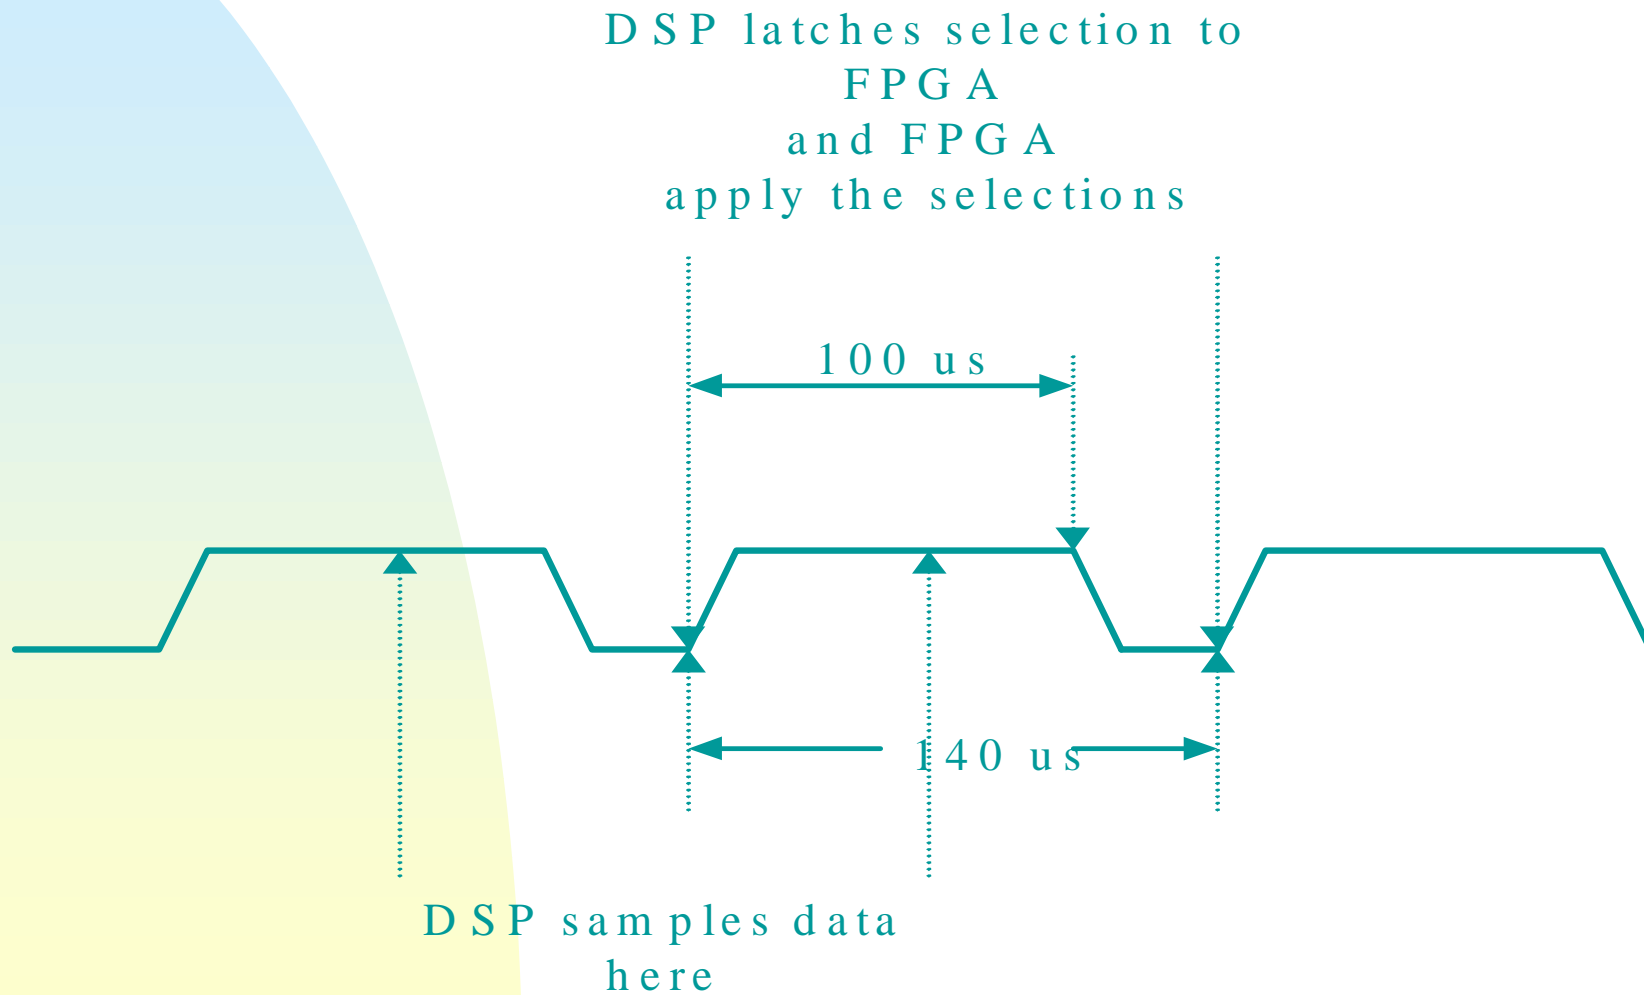 DSP latches selection to
FPGA
and FPGA
apply the selections
100 us
140 us
DSP samples data
here